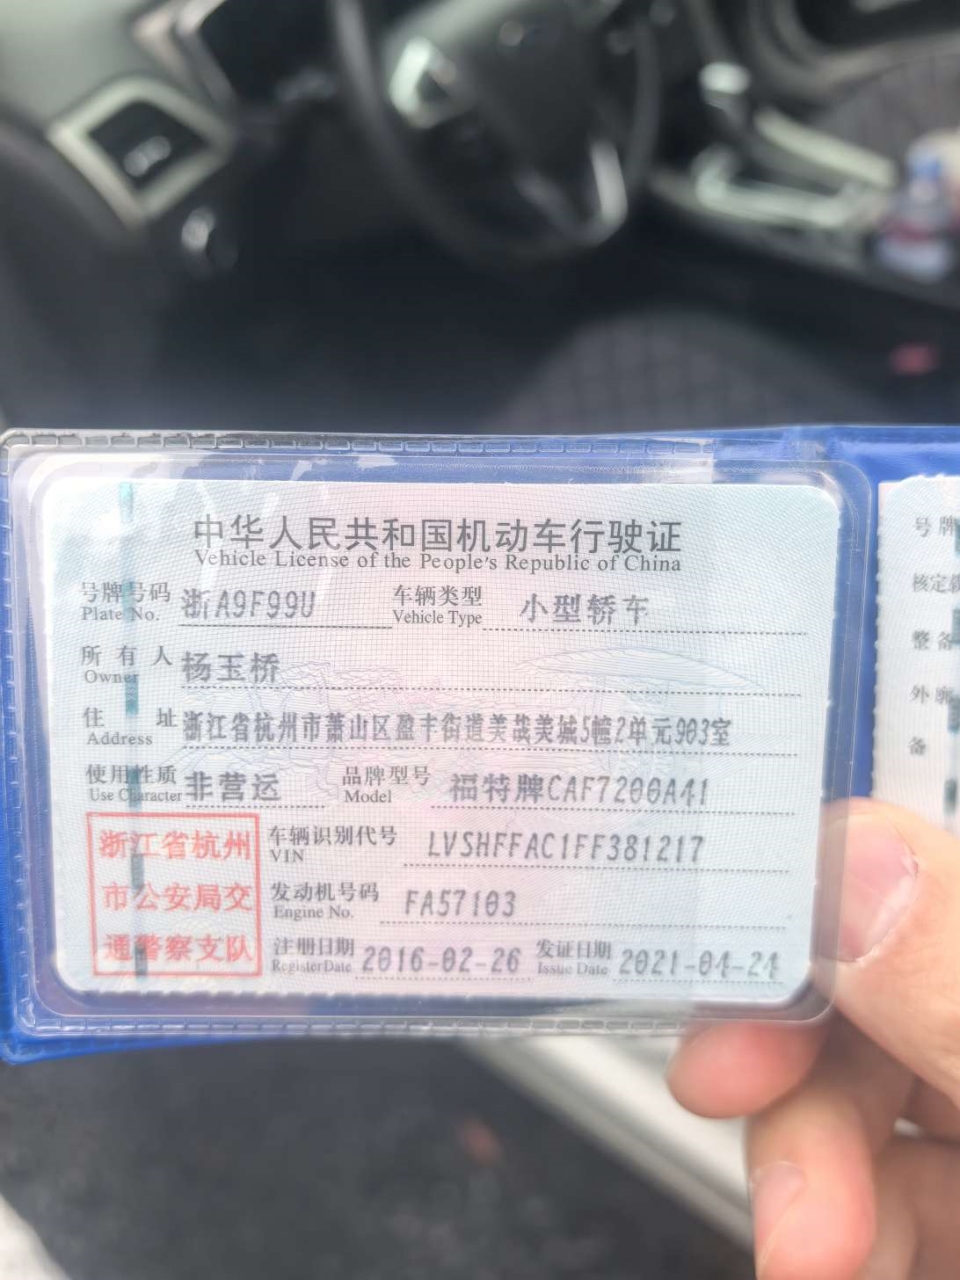 中华人民共和国机动车行驶证
Vehicle License of the People's Republic of China
号牌号码 浙A9F99U 车辆类型 小型轿车
Plate No. Vehicle Type
所有人 杨玉桥
Owner
住址 浙江省杭州市萧山区盈丰街道美哉美城5幢2单元903室
Address
使用性质 非营运 品牌型号 福特牌CAF7200A41
Use Character Model
浙江省杭州市公安局交通警察支队
车辆识别代号 LVSHFFAC1FF381217
VIN
发动机号码 FA57103
Engine No.
注册日期 2016-02-26 发证日期 2021-04-24
Register Date Issue Date
号牌
核定载
整备
外廓
备